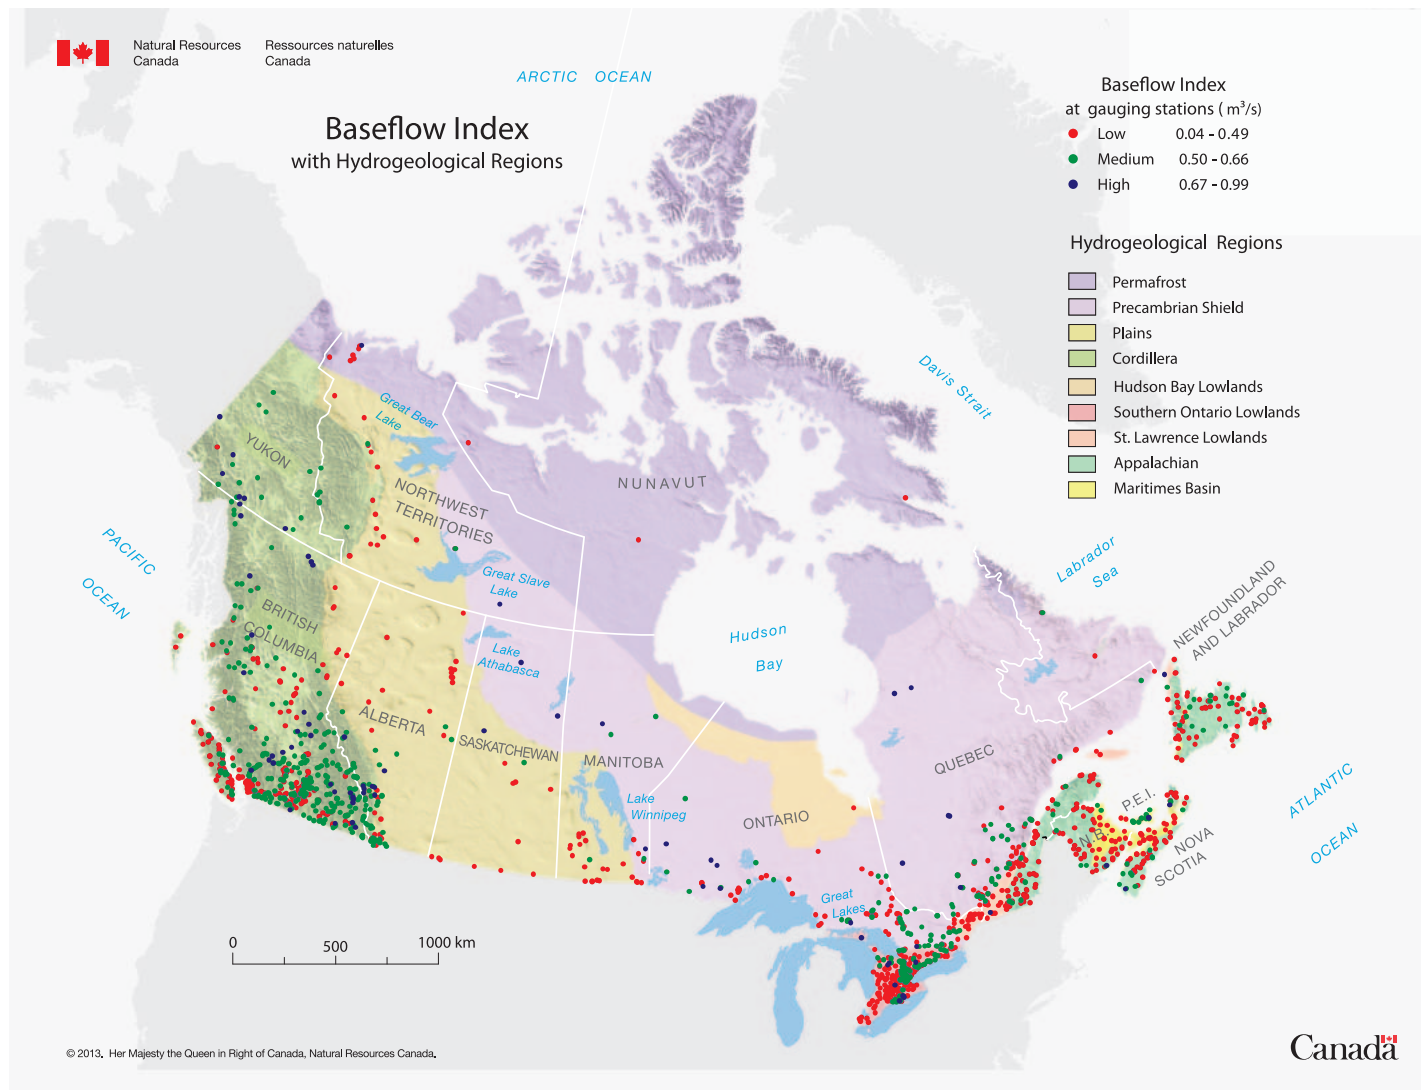 Natural Resources
Canada
Ressources naturelles
Canada
ARCTIC OCEAN
Baseflow Index
with Hydrogeological Regions
Baseflow Index
at gauging stations ( m³/s)
Low 0.04 - 0.49
Medium 0.50 - 0.66
High 0.67 - 0.99
Hydrogeological Regions
Permafrost
Precambrian Shield
Plains
Cordillera
Hudson Bay Lowlands
Southern Ontario Lowlands
St. Lawrence Lowlands
Appalachian
Maritimes Basin
Davis Strait
Great Bear
Lake
YUKON
NORTHWEST
TERRITORIES
NUNAVUT
PACIFIC
OCEAN
Great Slave
Lake
Labrador
Sea
NEWFOUNDLAND
AND LABRADOR
BRITISH
COLUMBIA
Lake
Athabasca
Hudson
Bay
ALBERTA
SASKATCHEWAN
MANITOBA
QUEBEC
Lake
Winnipeg
ONTARIO
P.E.I.
N.B.
NOVA
SCOTIA
ATLANTIC
OCEAN
Great
Lakes
0 500 1000 km
© 2013. Her Majesty the Queen in Right of Canada, Natural Resources Canada.
Canada